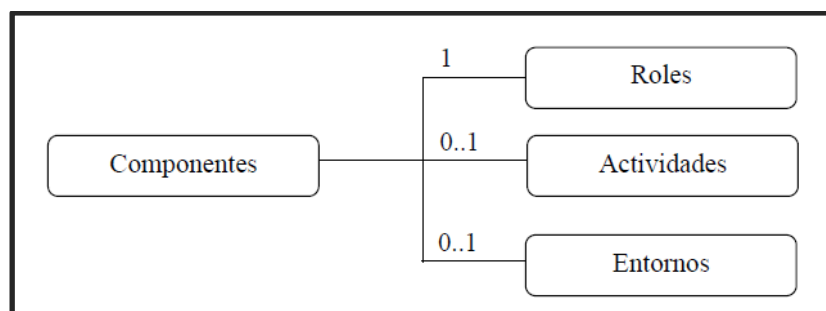 1
Roles
0..1
Componentes
Actividades
0..1
Entornos